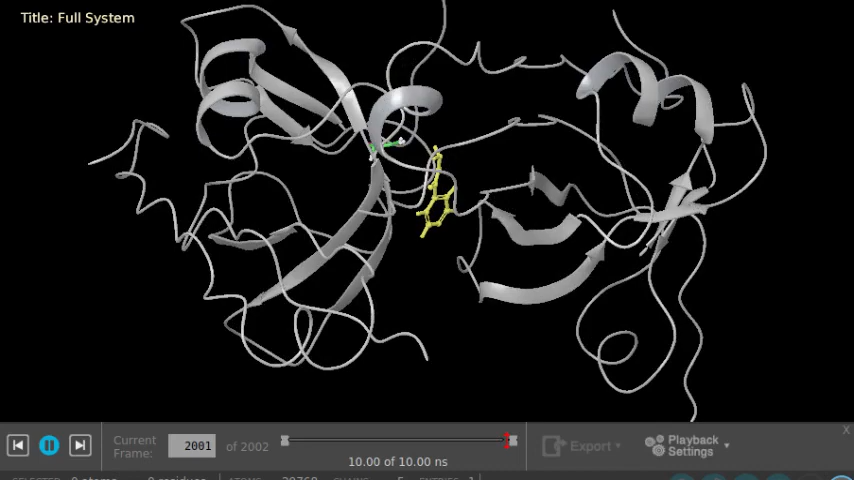 Title: Full System
X
Current
Frame: 2001 of 2002
10.00 of 10.00 ns
Export
Playback
Settings